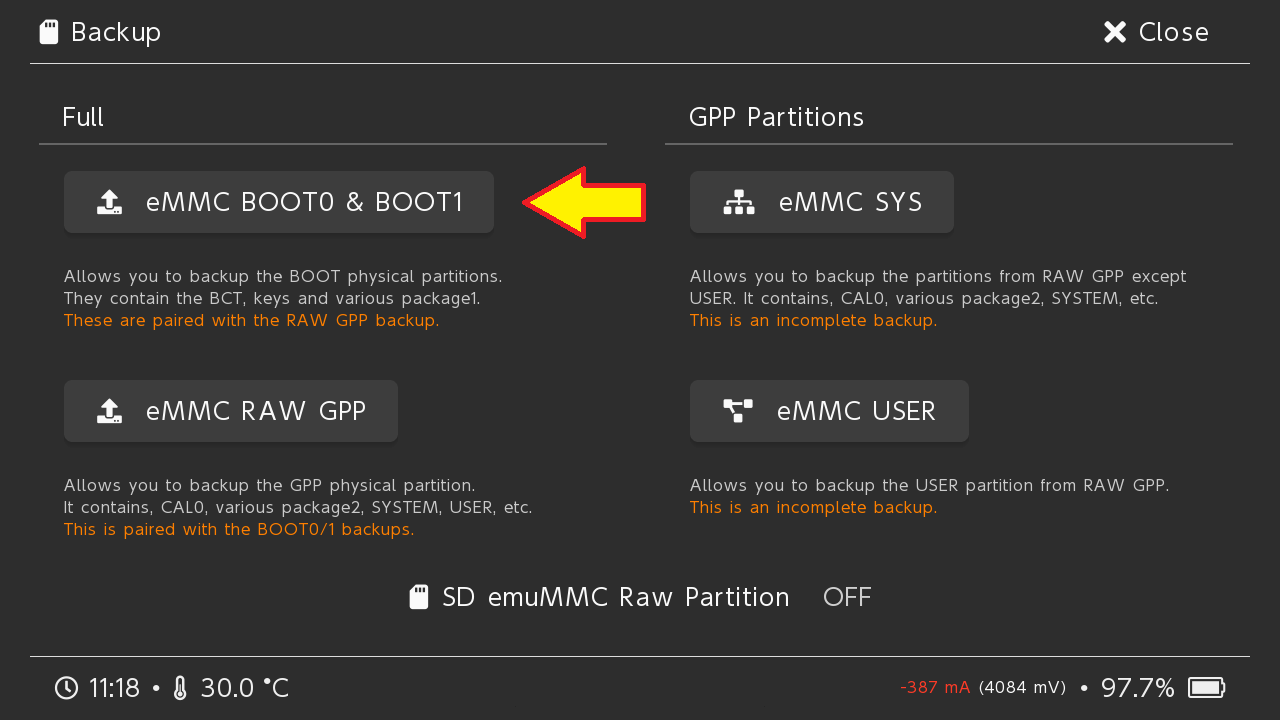 Backup
Close
Full
eMMC BOOT0 & BOOT1
Allows you to backup the BOOT physical partitions.
They contain the BCT, keys and various package1.
These are paired with the RAW GPP backup.
eMMC RAW GPP
Allows you to backup the GPP physical partition.
It contains, CAL0, various package2, SYSTEM, USER, etc.
This is paired with the BOOT0/1 backups.
GPP Partitions
eMMC SYS
Allows you to backup the partitions from RAW GPP except
USER. It contains, CAL0, various package2, SYSTEM, etc.
This is an incomplete backup.
eMMC USER
Allows you to backup the USER partition from RAW GPP.
This is an incomplete backup.
SD emuMMC Raw Partition OFF
11:18 • 30.0 °C
-387 mA (4084 mV) • 97.7%